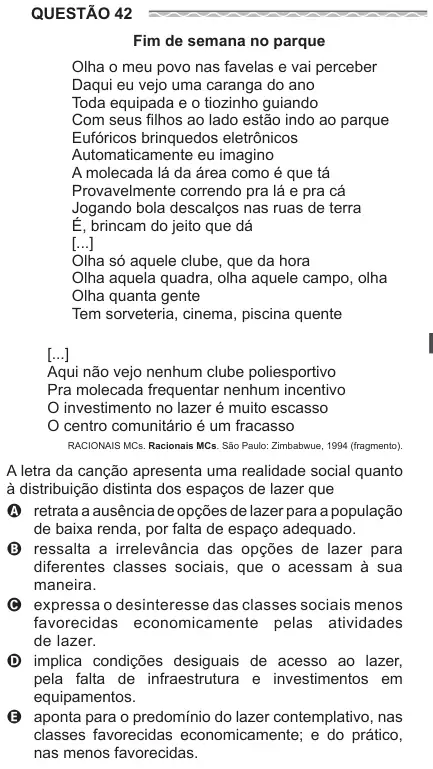 QUESTÃO 42
Fim de semana no parque
Olha o meu povo nas favelas e vai perceber
Daqui eu vejo uma caranga do ano
Toda equipada e o tiozinho guiando
Com seus filhos ao lado estão indo ao parque
Eufóricos brinquedos eletrônicos
Automaticamente eu imagino
A molecada lá da área como é que tá
Provavelmente correndo pra lá e pra cá
Jogando bola descalços nas ruas de terra
É, brincam do jeito que dá
[...]
Olha só aquele clube, que da hora
Olha aquela quadra, olha aquele campo, olha
Olha quanta gente
Tem sorveteria, cinema, piscina quente
[...]
Aqui não vejo nenhum clube poliesportivo
Pra molecada frequentar nenhum incentivo
O investimento no lazer é muito escasso
O centro comunitário é um fracasso
RACIONAIS MCs. Racionais MCs. São Paulo: Zimbabwue, 1994 (fragmento).
A letra da canção apresenta uma realidade social quanto
à distribuição distinta dos espaços de lazer que
A retrata a ausência de opções de lazer para a população
de baixa renda, por falta de espaço adequado.
B ressalta a irrelevância das opções de lazer para
diferentes classes sociais, que o acessam à sua
maneira.
C expressa o desinteresse das classes sociais menos
favorecidas economicamente pelas atividades
de lazer.
D implica condições desiguais de acesso ao lazer,
pela falta de infraestrutura e investimentos em
equipamentos.
E aponta para o predomínio do lazer contemplativo, nas
classes favorecidas economicamente; e do prático,
nas menos favorecidas.